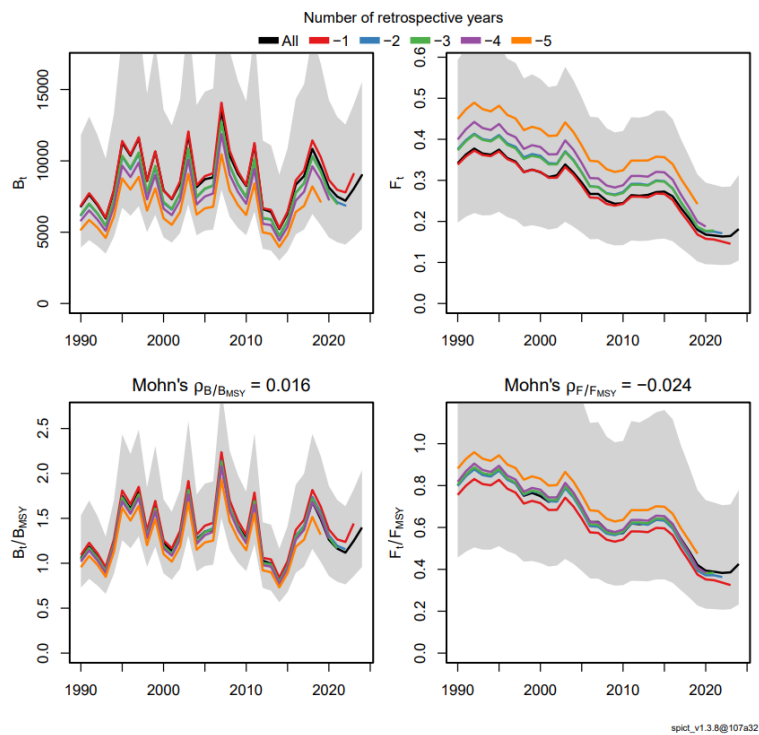 Number of retrospective years
All −1 −2 −3 −4 −5
Bt
0 5000 10000 15000
1990 2000 2010 2020
Ft
0.0 0.1 0.2 0.3 0.4 0.5 0.6
1990 2000 2010 2020
Mohn's ρB/BMSY = 0.016
Bt/BMSY
0.0 0.5 1.0 1.5 2.0 2.5
1990 2000 2010 2020
Mohn's ρF/FMSY = −0.024
Ft/FMSY
0.0 0.2 0.4 0.6 0.8 1.0
1990 2000 2010 2020
spict_v1.3.8@107a32